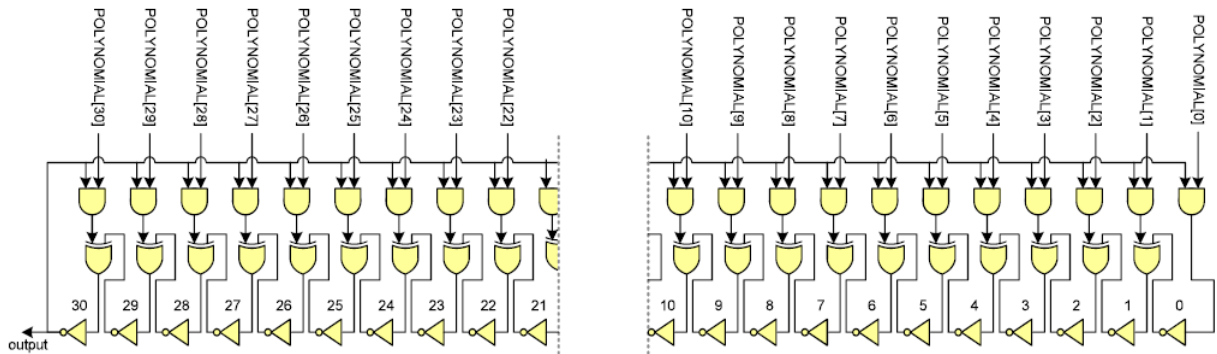 POLYNOMIAL[30]
POLYNOMIAL[29]
POLYNOMIAL[28]
POLYNOMIAL[27]
POLYNOMIAL[26]
POLYNOMIAL[25]
POLYNOMIAL[24]
POLYNOMIAL[23]
POLYNOMIAL[22]
POLYNOMIAL[10]
POLYNOMIAL[9]
POLYNOMIAL[8]
POLYNOMIAL[7]
POLYNOMIAL[6]
POLYNOMIAL[5]
POLYNOMIAL[4]
POLYNOMIAL[3]
POLYNOMIAL[2]
POLYNOMIAL[1]
POLYNOMIAL[0]
30 29 28 27 26 25 24 23 22 21 10 9 8 7 6 5 4 3 2 1 0
output